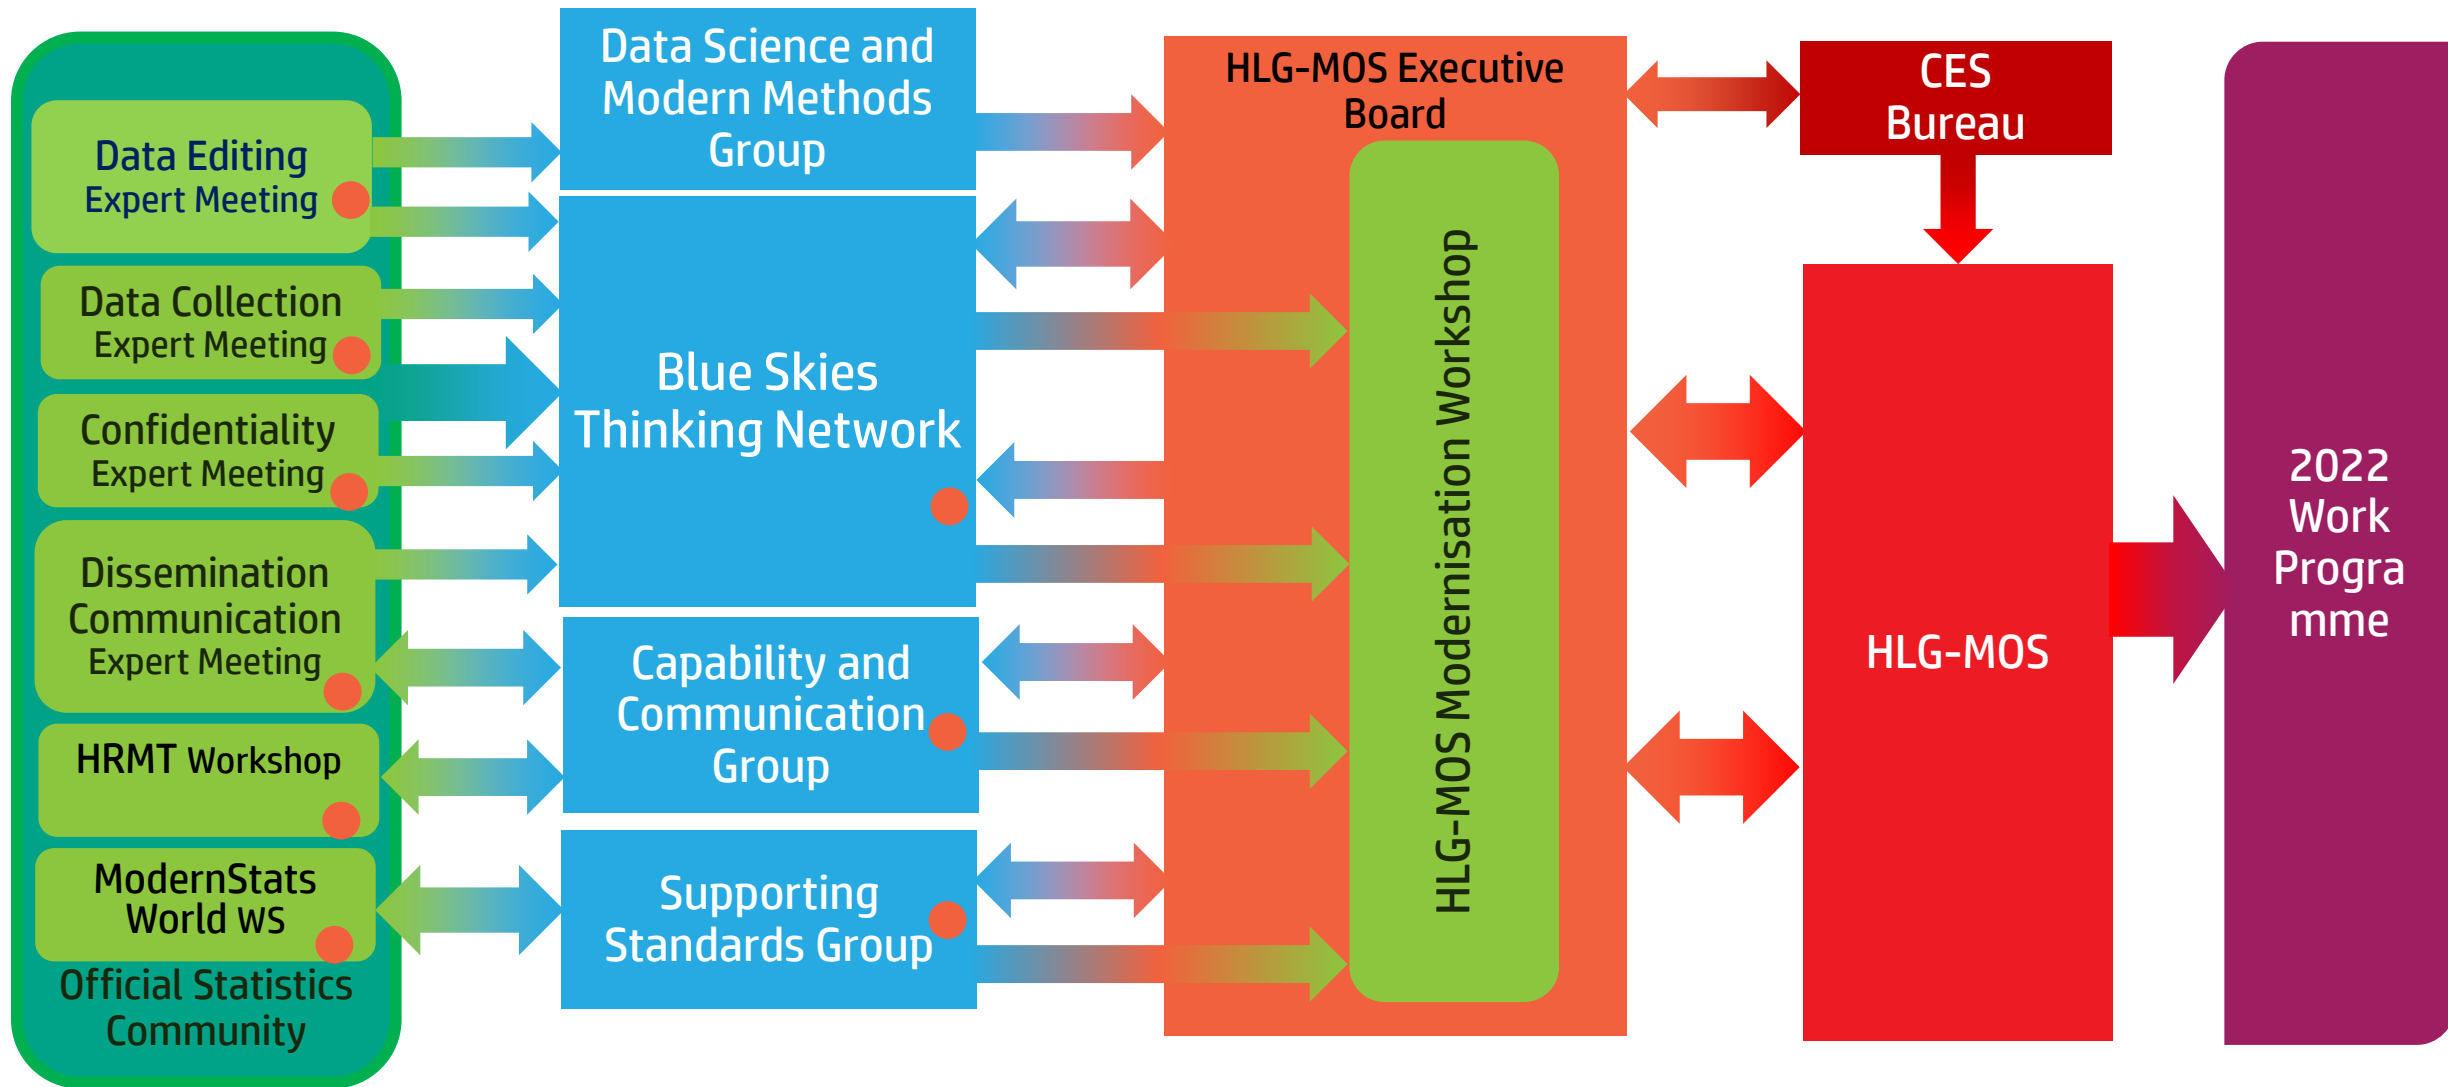 Data Editing
Expert Meeting
Data Collection
Expert Meeting
Confidentiality
Expert Meeting
Dissemination
Communication
Expert Meeting
HRMT Workshop
ModernStats
World WS
Official Statistics
Community
Data Science and
Modern Methods
Group
Blue Skies
Thinking Network
Capability and
Communication
Group
Supporting
Standards Group
HLG-MOS Executive
Board
HLG-MOS Modernisation Workshop
CES
Bureau
HLG-MOS
2022
Work
Progra
mme